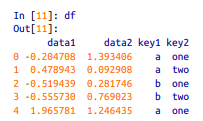 In [11]: df
Out[11]:
data1 data2 key1 key2
0 -0.204708 1.393406 a one
1 0.478943 0.092908 a two
2 -0.519439 0.281746 b one
3 -0.555730 0.769023 b two
4 1.965781 1.246435 a one